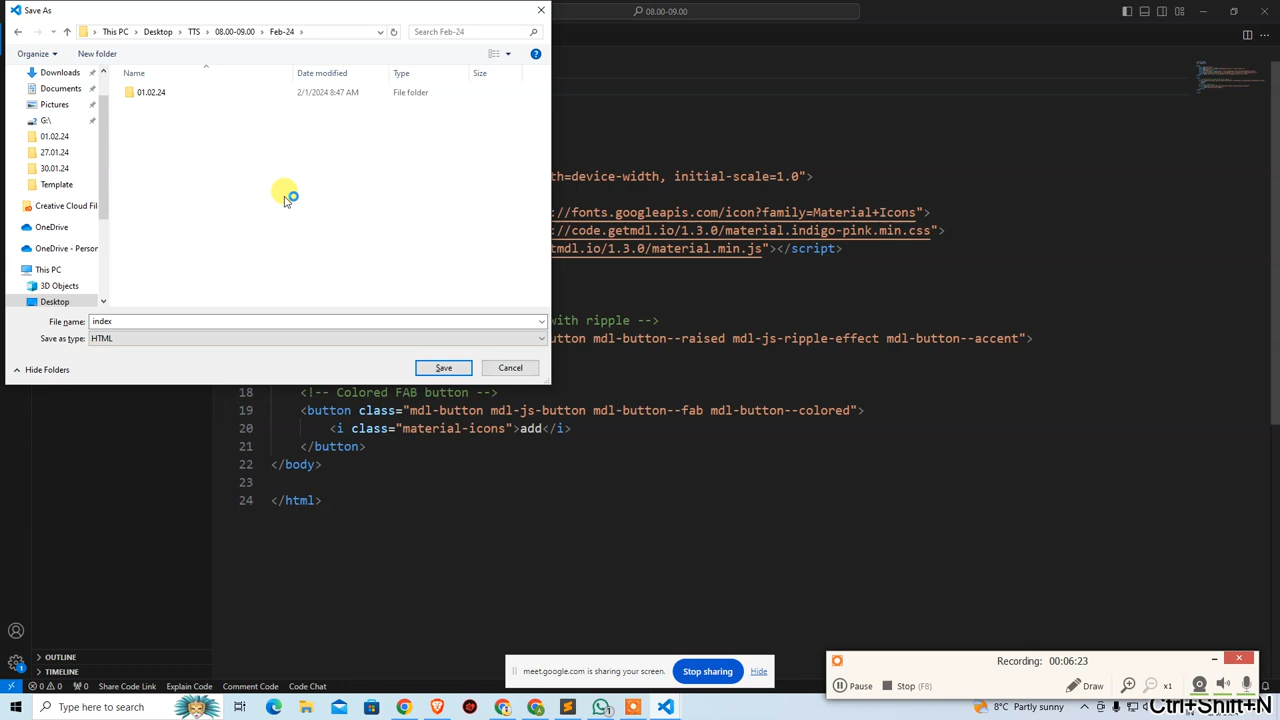 Save As
08.00-09.00
This PC > Desktop > TTS > 08.00-09.00 > Feb-24 >
Search Feb-24
Organize
New folder
Name
Date modified
Type
Size
Downloads
Documents
Pictures
G:\
01.02.24
27.01.24
30.01.24
Template
Creative Cloud Fil
OneDrive
OneDrive - Person
This PC
3D Objects
Desktop
01.02.24
2/1/2024 8:47 AM
File folder
File name:
index
Save as type:
HTML
Hide Folders
Save
Cancel
th=device-width, initial-scale=1.0">
://fonts.googleapis.com/icon?family=Material+Icons">
://code.getmdl.io/1.3.0/material.indigo-pink.min.css">
tmdl.io/1.3.0/material.min.js"></script>
with ripple -->
utton mdl-button--raised mdl-js-ripple-effect mdl-button--accent">
18 <!-- Colored FAB button -->
19 <button class="mdl-button mdl-js-button mdl-button--fab mdl-button--colored">
20 <i class="material-icons">add</i>
21 </button>
22 </body>
23
24 </html>
OUTLINE
TIMELINE
0 0 0 Share Code Link Explain Code Comment Code Code Chat
meet.google.com is sharing your screen.
Stop sharing
Hide
Recording: 00:06:23
Pause
Stop (F8)
Draw
x1
Type here to search
8°C Partly sunny
Ctrl+Shift+N